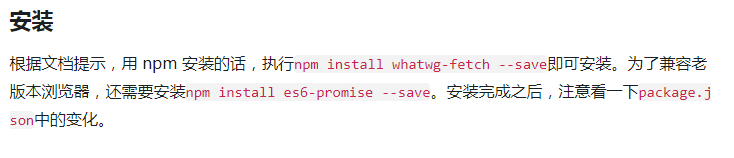 安装
根据文档提示，用 npm 安装的话，执行npm install whatwg-fetch --save即可安装。为了兼容老
版本浏览器，还需要安装npm install es6-promise --save。安装完成之后，注意看一下package.j
son中的变化。